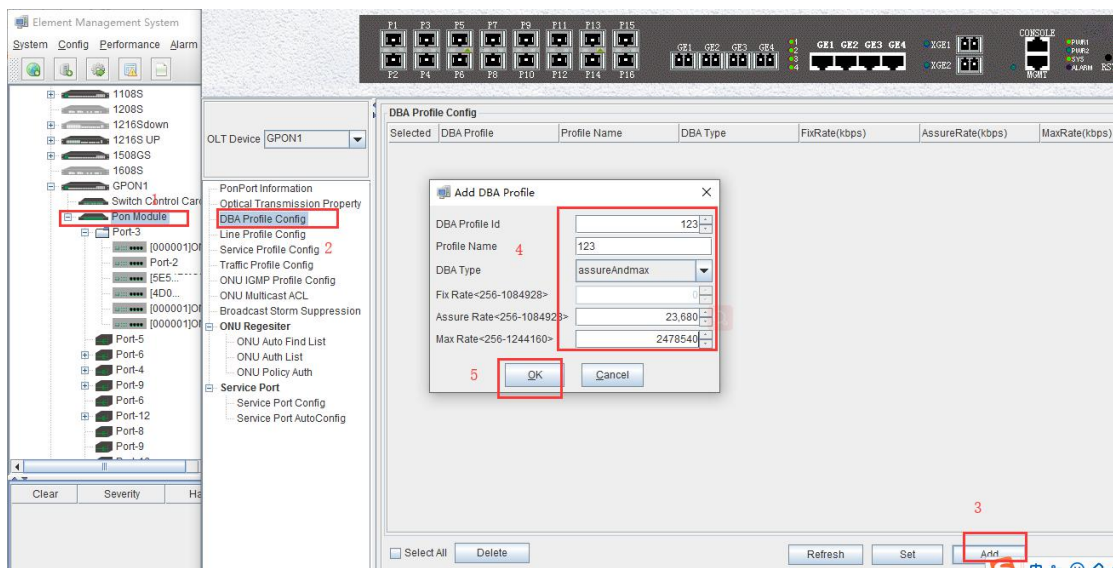 Element Management System
System Config Performance Alarm
P1 P3 P5 P7 P9 P11 P13 P15
P2 P4 P6 P8 P10 P12 P14 P16
GE1 GE2 GE3 GE4
1
2
3
4
GE1 GE2 GE3 GE4
XGE1
XGE2
CONSOLE
MGMT
PWR1
PWR2
SYS
ALARM
RS
1108S
1208S
1216Sdown
1216S UP
1508GS
1608S
GPON1
Switch Control Card
1
Pon Module
Port-3
[000001]O
Port-2
[5E5...
[4D0...
[000001]O
[000001]O
Port-5
Port-6
Port-4
Port-9
Port-6
Port-12
Port-8
Port-9
Clear Severity Ha
OLT Device GPON1
PonPort Information
Optical Transmission Property
DBA Profile Config
Line Profile Config
Service Profile Config 2
Traffic Profile Config
ONU IGMP Profile Config
ONU Multicast ACL
Broadcast Storm Suppression
ONU Regesiter
ONU Auto Find List
ONU Auth List
ONU Policy Auth
Service Port
Service Port Config
Service Port AutoConfig
DBA Profile Config
Selected DBA Profile Profile Name DBA Type FixRate(kbps) AssureRate(kbps) MaxRate(kbps)
Add DBA Profile
DBA Profile Id 123
Profile Name 4 123
DBA Type assureAndmax
Fix Rate<256-1084928> 0
Assure Rate<256-1084928> 23,680
Max Rate<256-1244160> 2478540
5 OK Cancel
3
Select All Delete Refresh Set Add